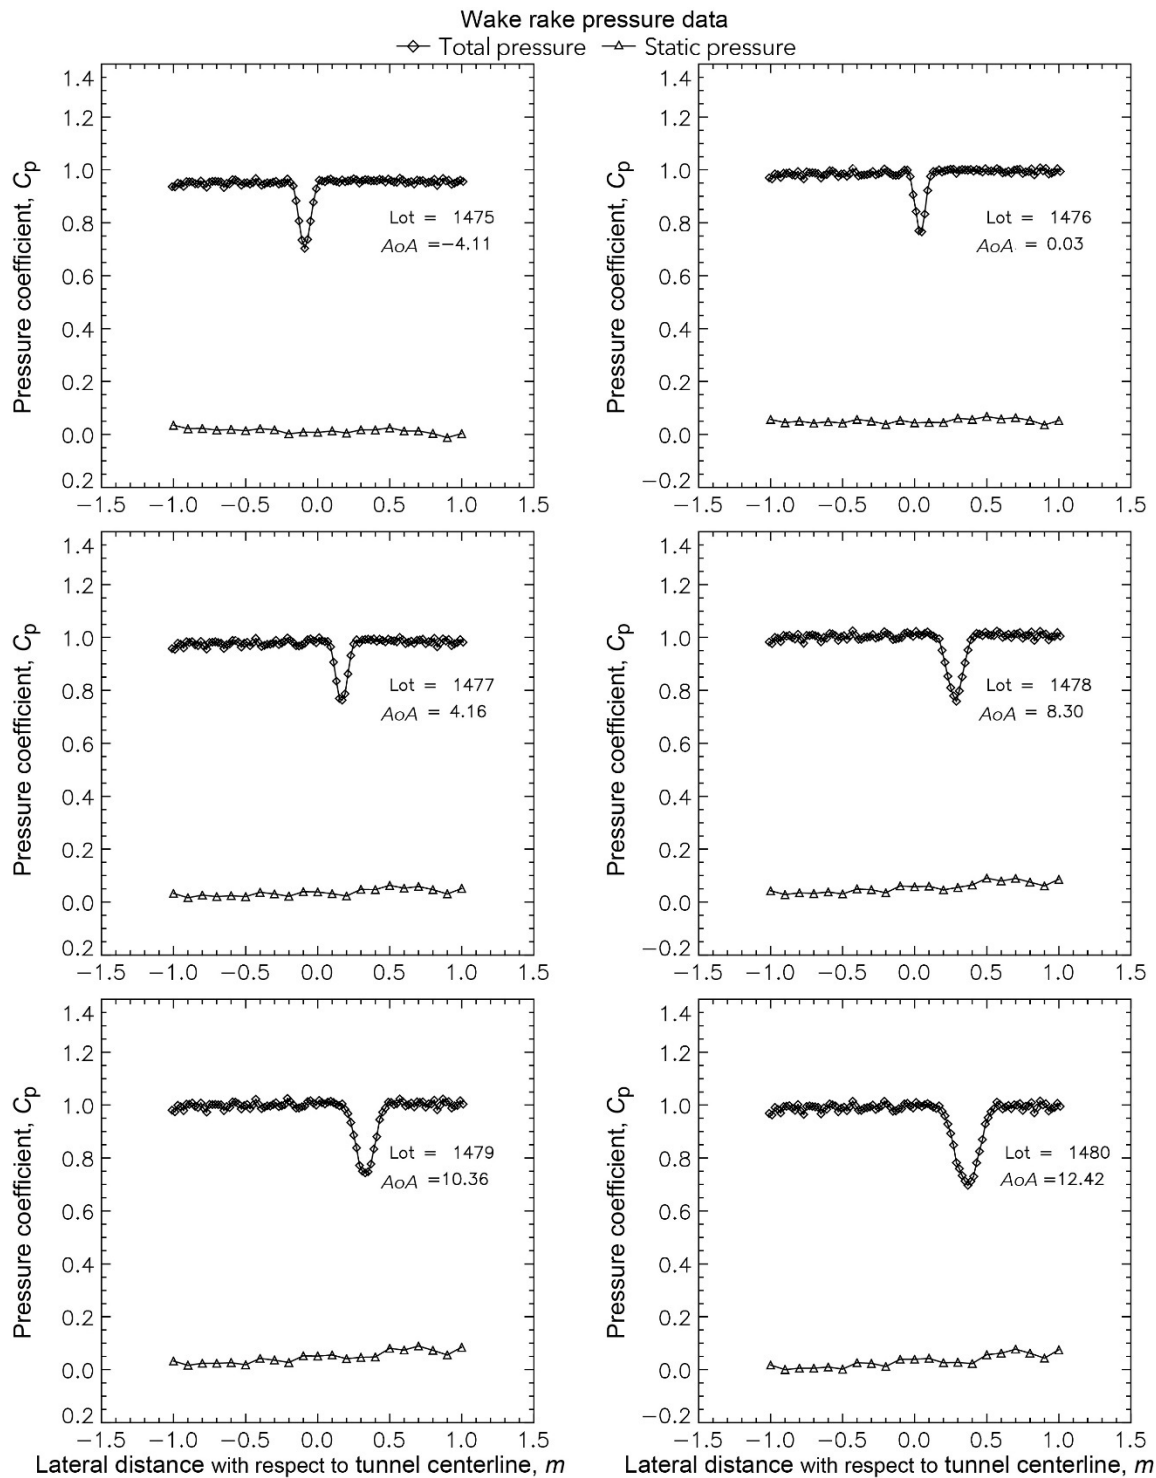 Wake rake pressure data
Total pressure Static pressure
Pressure coefficient, Cp
1.4
1.2
1.0
0.8
0.6
0.4
0.2
0.0
0.2
−1.5 −1.0 −0.5 0.0 0.5 1.0 1.5
Lot = 1475
AoA =−4.11
Pressure coefficient, Cp
1.4
1.2
1.0
0.8
0.6
0.4
0.2
0.0
−0.2
−1.5 −1.0 −0.5 0.0 0.5 1.0 1.5
Lot = 1476
AoA = 0.03
Pressure coefficient, Cp
1.4
1.2
1.0
0.8
0.6
0.4
0.2
0.0
0.2
−1.5 −1.0 −0.5 0.0 0.5 1.0 1.5
Lot = 1477
AoA = 4.16
Pressure coefficient, Cp
1.4
1.2
1.0
0.8
0.6
0.4
0.2
0.0
−0.2
−1.5 −1.0 −0.5 0.0 0.5 1.0 1.5
Lot = 1478
AoA = 8.30
Pressure coefficient, Cp
1.4
1.2
1.0
0.8
0.6
0.4
0.2
0.0
0.2
−1.5 −1.0 −0.5 0.0 0.5 1.0 1.5
Lot = 1479
AoA =10.36
Lateral distance with respect to tunnel centerline, m
Pressure coefficient, Cp
1.4
1.2
1.0
0.8
0.6
0.4
0.2
0.0
−0.2
−1.5 −1.0 −0.5 0.0 0.5 1.0 1.5
Lot = 1480
AoA =12.42
Lateral distance with respect to tunnel centerline, m